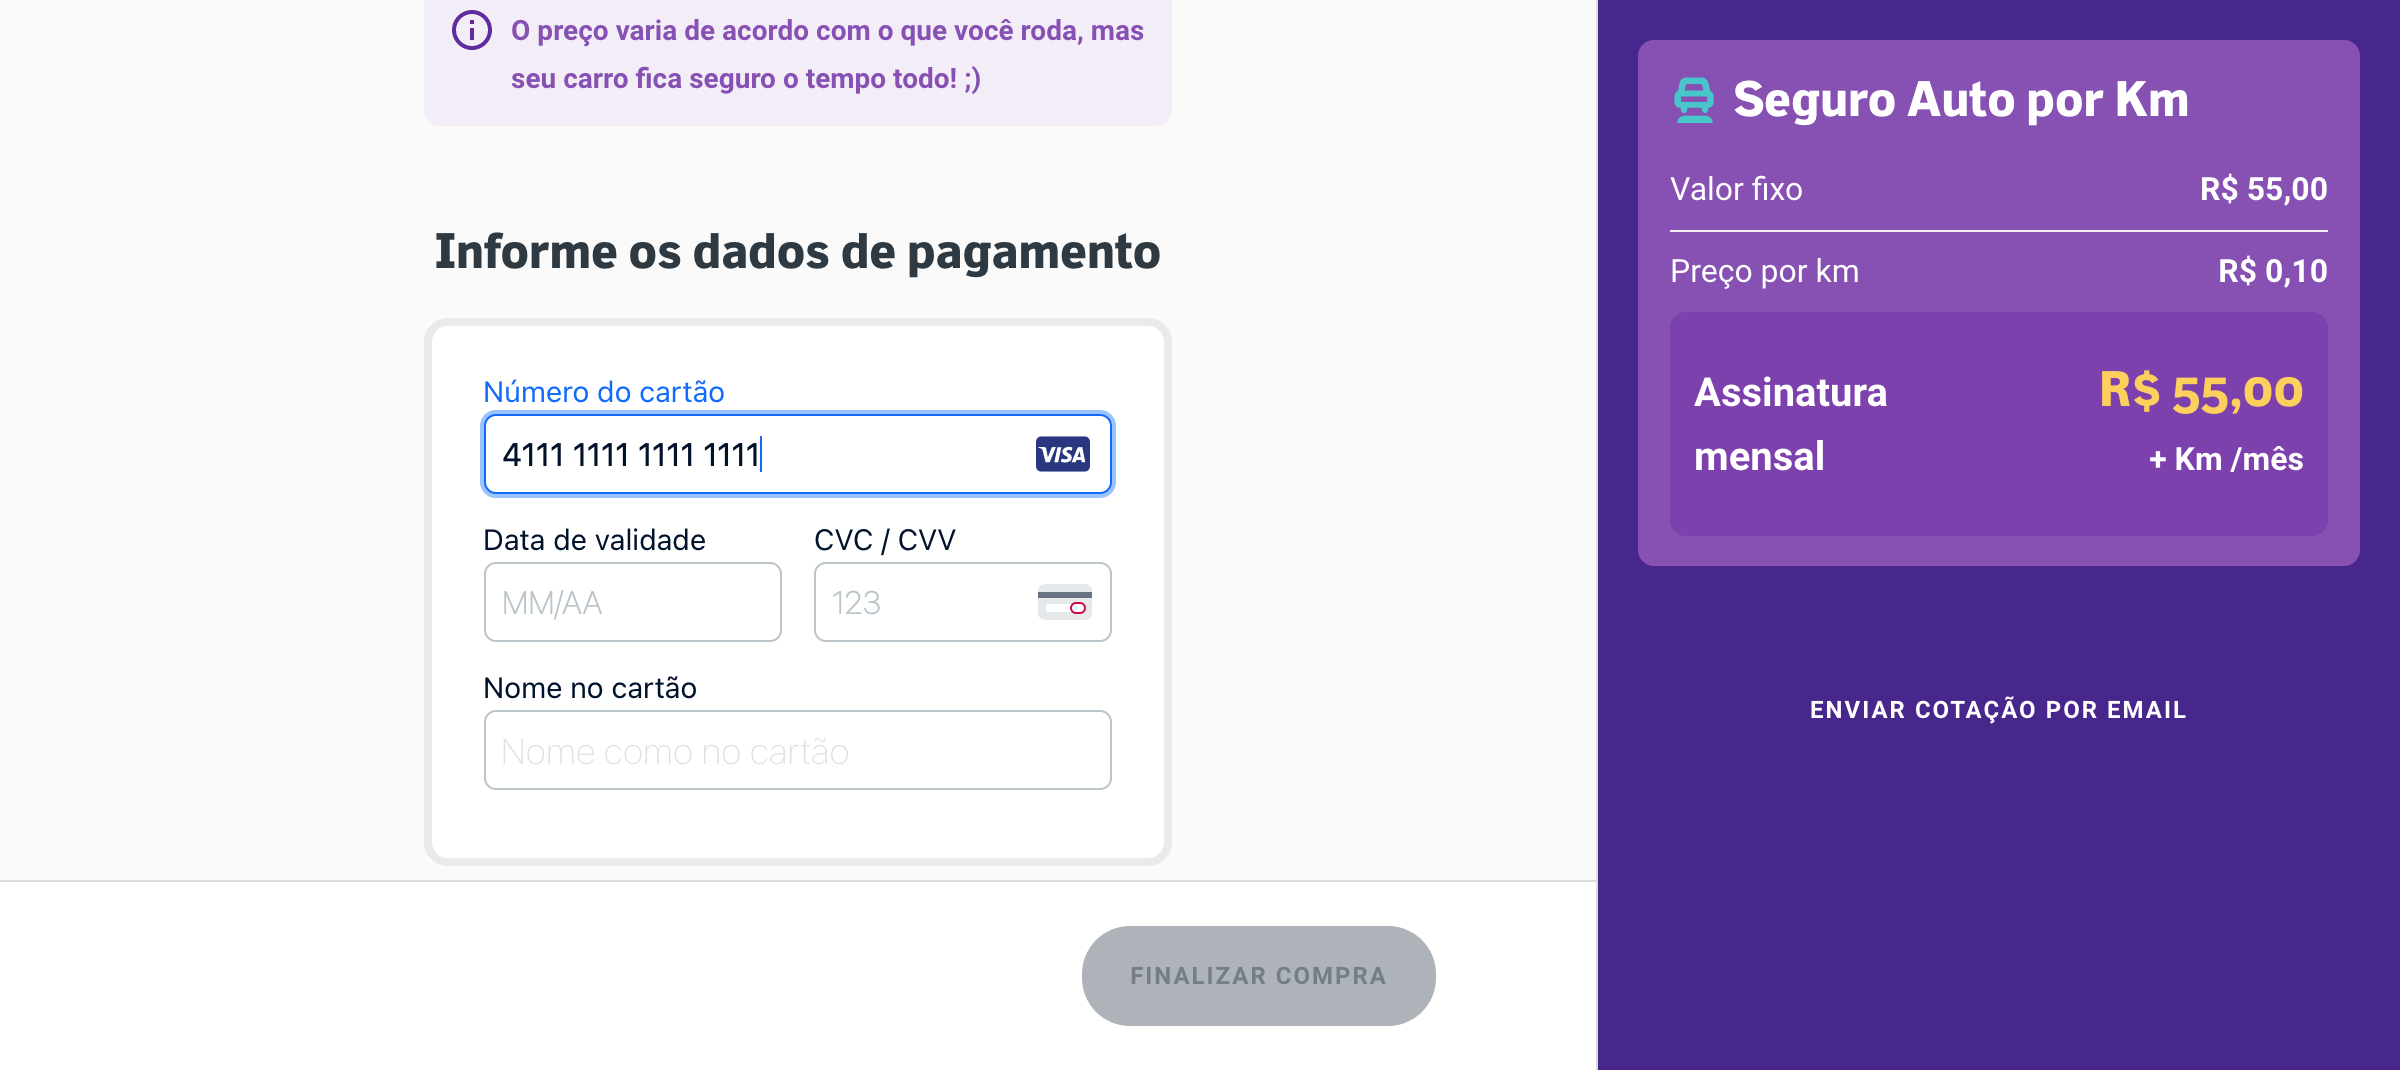 O preço varia de acordo com o que você roda, mas
seu carro fica seguro o tempo todo! ;)
Informe os dados de pagamento
Número do cartão
4111 1111 1111 1111
VISA
Data de validade
CVC / CVV
MM/AA
123
Nome no cartão
Nome como no cartão
FINALIZAR COMPRA
Seguro Auto por Km
Valor fixo
R$ 55,00
Preço por km
R$ 0,10
Assinatura
mensal
R$ 55,00
+ Km /mês
ENVIAR COTAÇÃO POR EMAIL